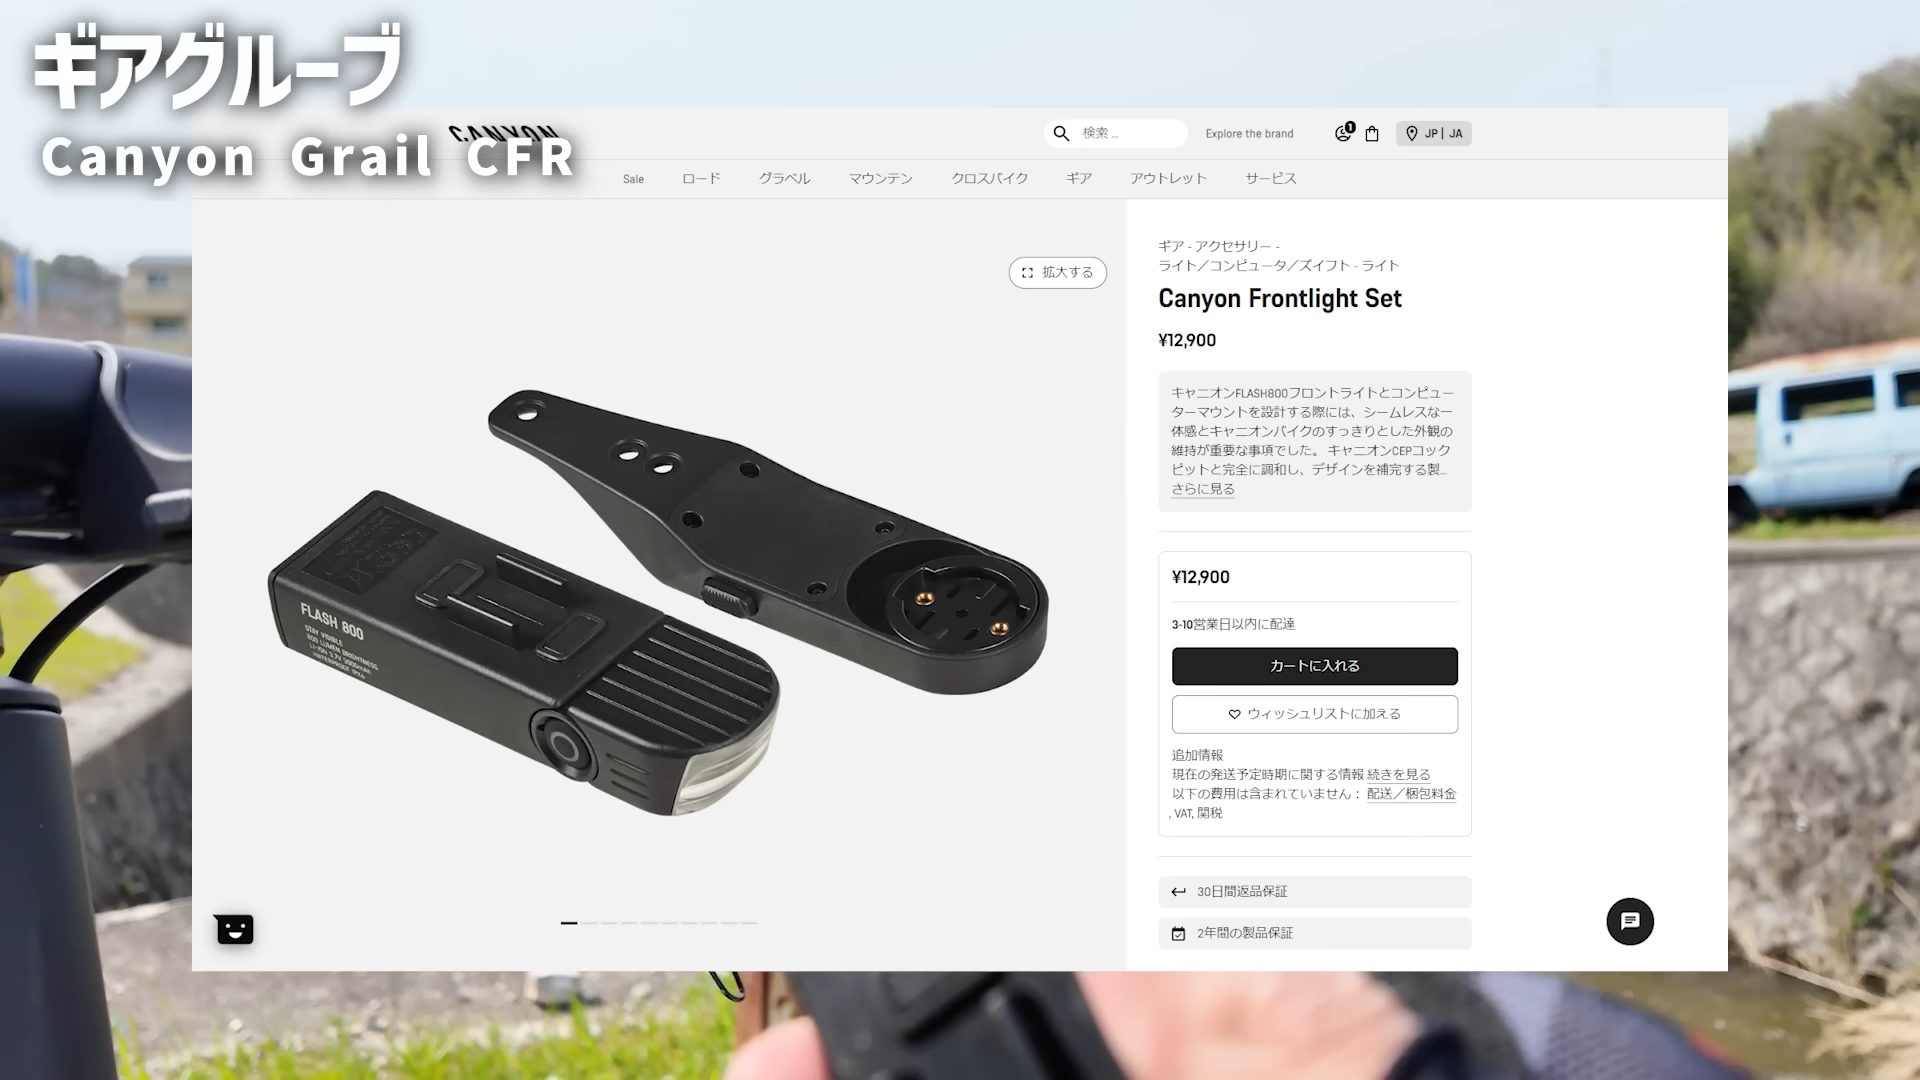 ギアグルーブ
Canyon Grail CFR
CANYON
検索 ...
Explore the brand
1
JP | JA
Sale
ロード
グラベル
マウンテン
クロスバイク
ギア
アウトレット
サービス
拡大する
FLASH 800
STAY VISIBLE
800 LUMEN BRIGHTNESS
ギア - アクセサリー -
ライト／コンピュータ／ズイフト - ライト
Canyon Frontlight Set
¥12,900
キャニオンFLASH800フロントライトとコンピュー
ターマウントを設計する際には、シームレスな一
体感とキャニオンバイクのすっきりとした外観の
維持が重要な事項でした。 キャニオンCEPコック
ピットと完全に調和し、デザインを補完する製...
さらに見る
¥12,900
3-10営業日以内に配達
カートに入れる
ウィッシュリストに加える
追加情報
現在の発送予定時期に関する情報 続きを見る
以下の費用は含まれていません： 配送／梱包料金
, VAT, 関税
30日間返品保証
2年間の製品保証